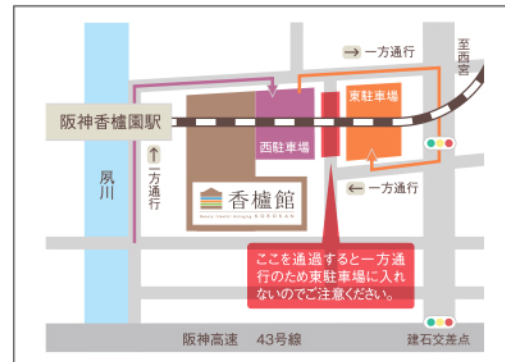 → 一方通行
至西宮
東駐車場
阪神香櫨園駅
西駐車場
↑一方通行
← 一方通行
夙川
香櫨館
ここを通過すると一方通
行のため東駐車場に入れ
ないのでご注意ください。
阪神高速 43号線
建石交差点